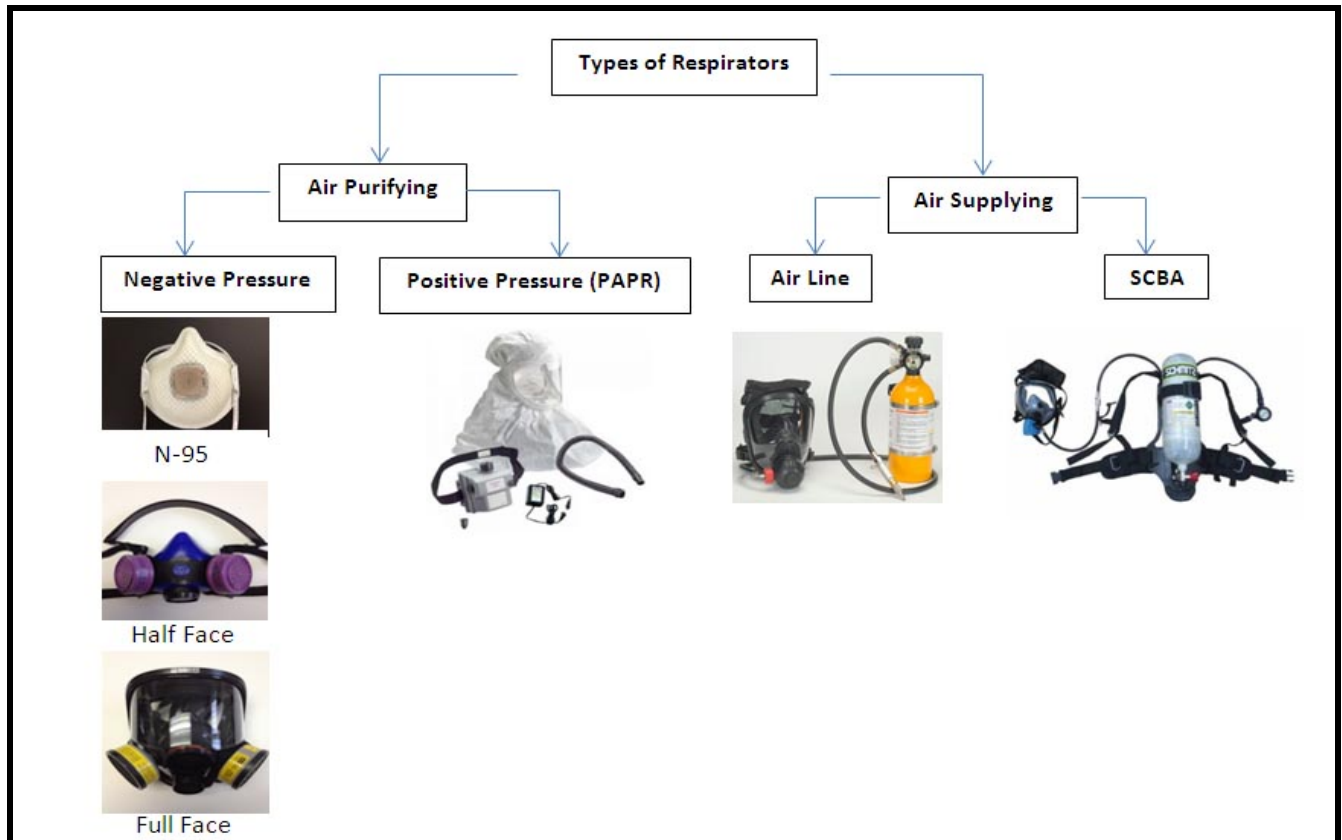 Types of Respirators
Air Purifying
Air Supplying
Negative Pressure
Positive Pressure (PAPR)
Air Line
SCBA
N-95
Half Face
Full Face